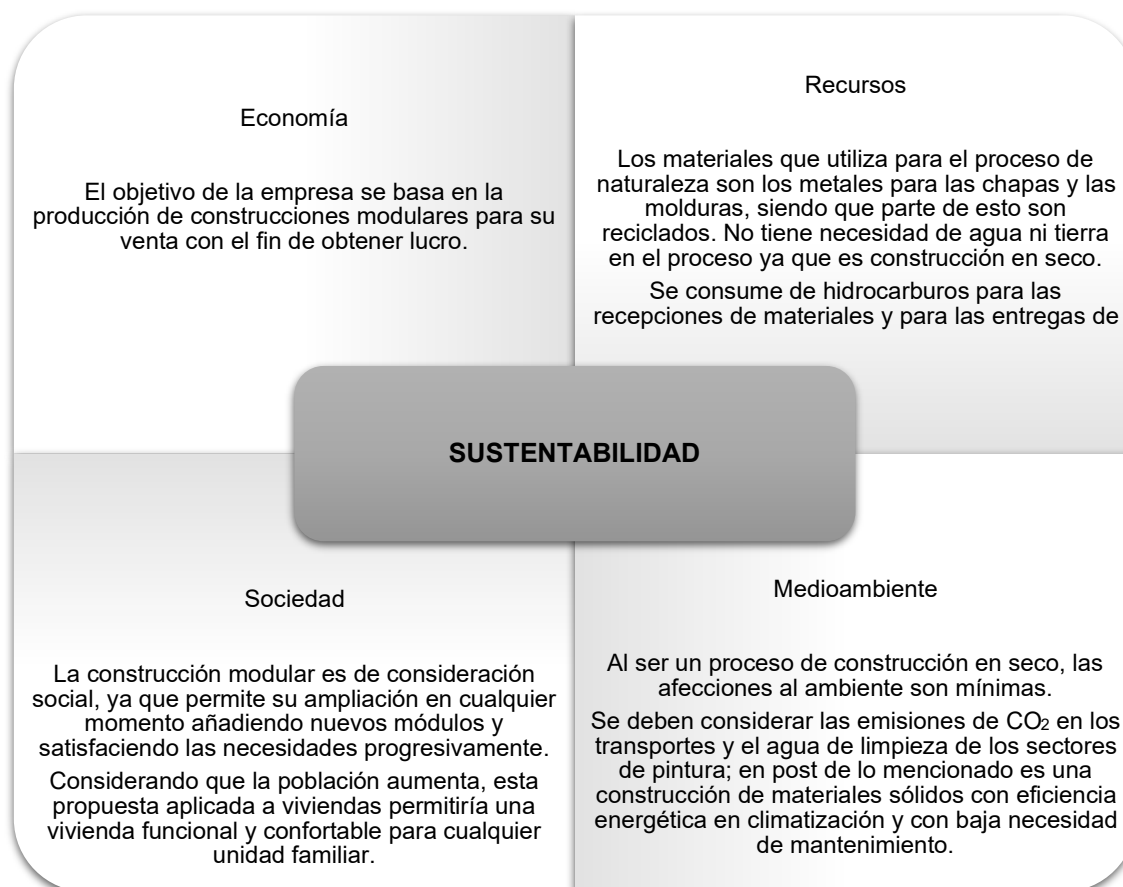 Economía
El objetivo de la empresa se basa en la
producción de construcciones modulares para su
venta con el fin de obtener lucro.
Recursos
Los materiales que utiliza para el proceso de
naturaleza son los metales para las chapas y las
molduras, siendo que parte de esto son
reciclados. No tiene necesidad de agua ni tierra
en el proceso ya que es construcción en seco.
Se consume de hidrocarburos para las
recepciones de materiales y para las entregas de
SUSTENTABILIDAD
Sociedad
La construcción modular es de consideración
social, ya que permite su ampliación en cualquier
momento añadiendo nuevos módulos y
satisfaciendo las necesidades progresivamente.
Considerando que la población aumenta, esta
propuesta aplicada a viviendas permitiría una
vivienda funcional y confortable para cualquier
unidad familiar.
Medioambiente
Al ser un proceso de construcción en seco, las
afecciones al ambiente son mínimas.
Se deben considerar las emisiones de CO₂ en los
transportes y el agua de limpieza de los sectores
de pintura; en post de lo mencionado es una
construcción de materiales sólidos con eficiencia
energética en climatización y con baja necesidad
de mantenimiento.